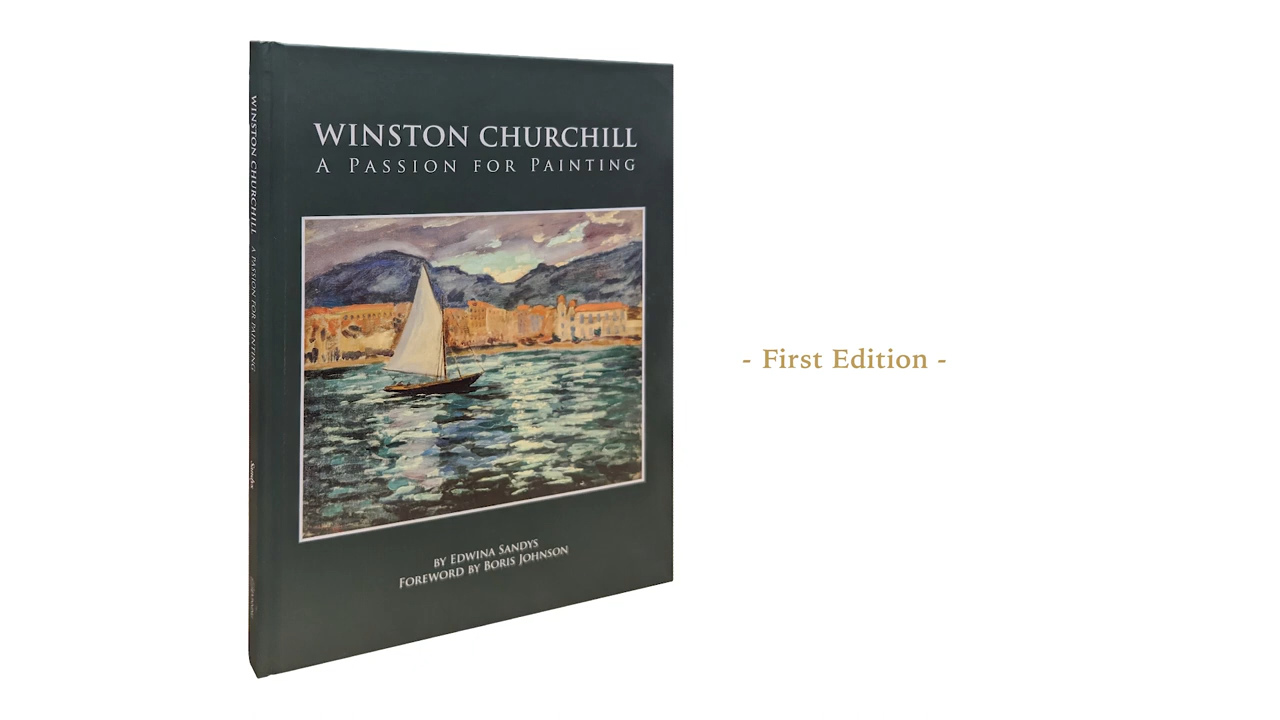 WINSTON CHURCHILL
A PASSION FOR PAINTING
BY EDWINA SANDYS
FOREWORD BY BORIS JOHNSON
WINSTON CHURCHILL A PASSION FOR PAINTING
Sandys
- First Edition -